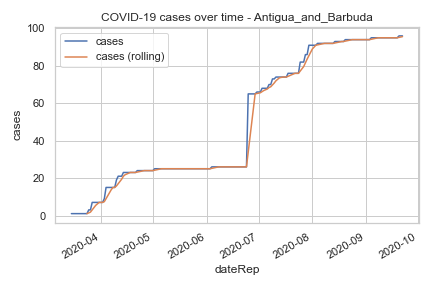 COVID-19 cases over time - Antigua_and_Barbuda
cases
cases (rolling)
100
80
60
40
20
0
cases
2020-04
2020-05
2020-06
2020-07
2020-08
2020-09
2020-10
dateRep